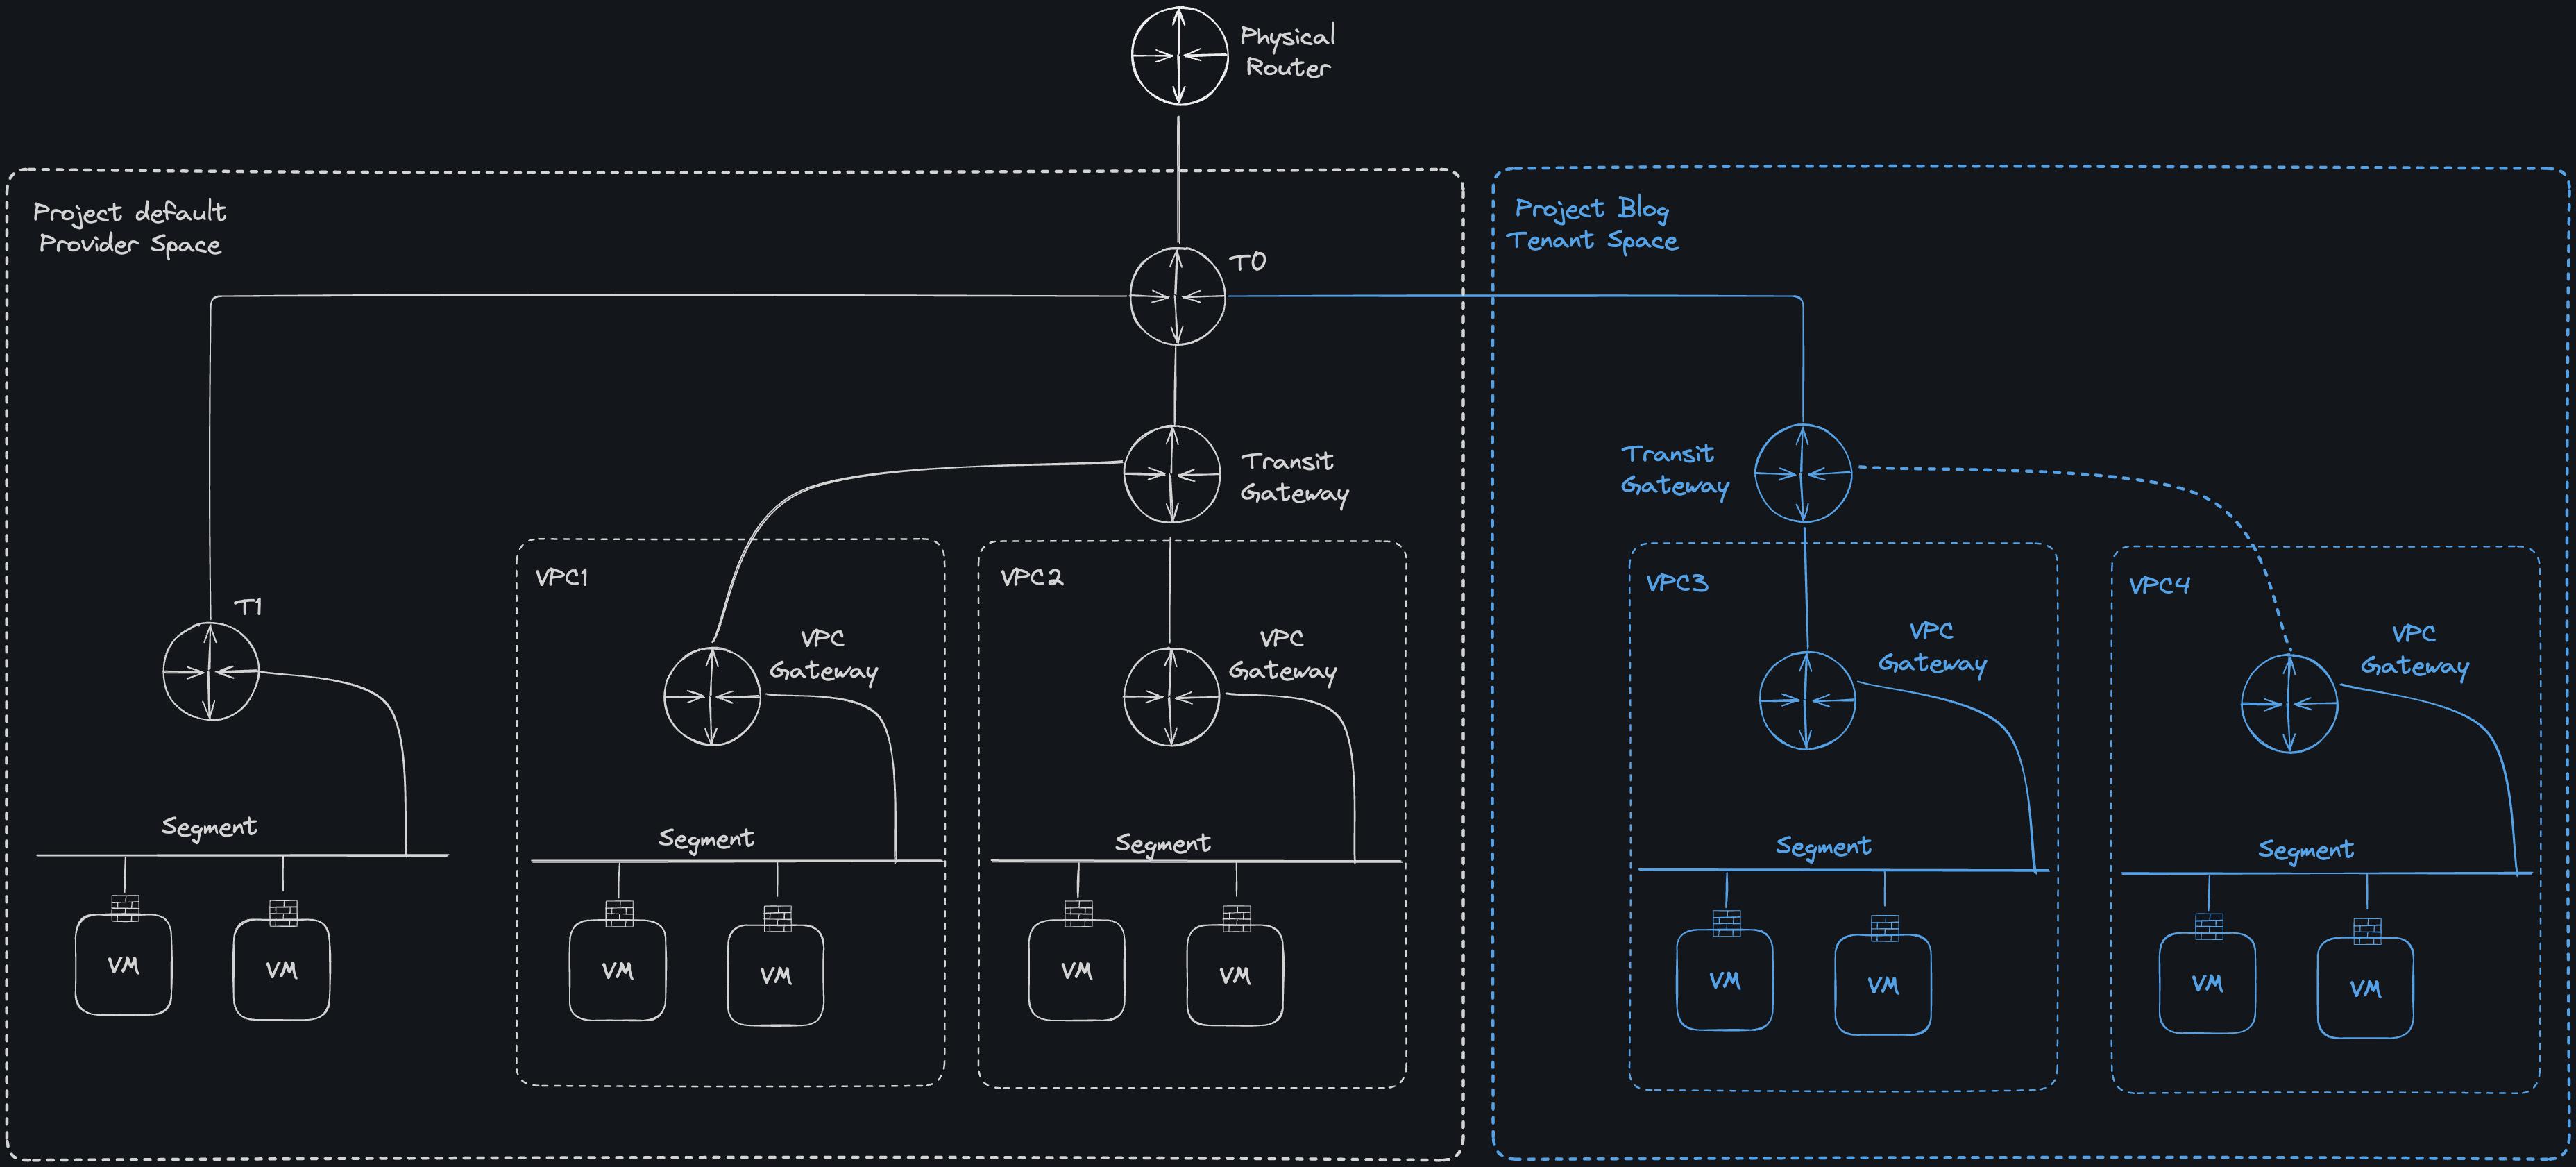 Physical
Router
Project default
Provider Space
Project Blog
Tenant Space
T0
Transit
Gateway
Transit
Gateway
T1
VPC1
VPC2
VPC3
VPC4
VPC
Gateway
VPC
Gateway
VPC
Gateway
VPC
Gateway
Segment
Segment
Segment
Segment
Segment
VM
VM
VM
VM
VM
VM
VM
VM
VM
VM